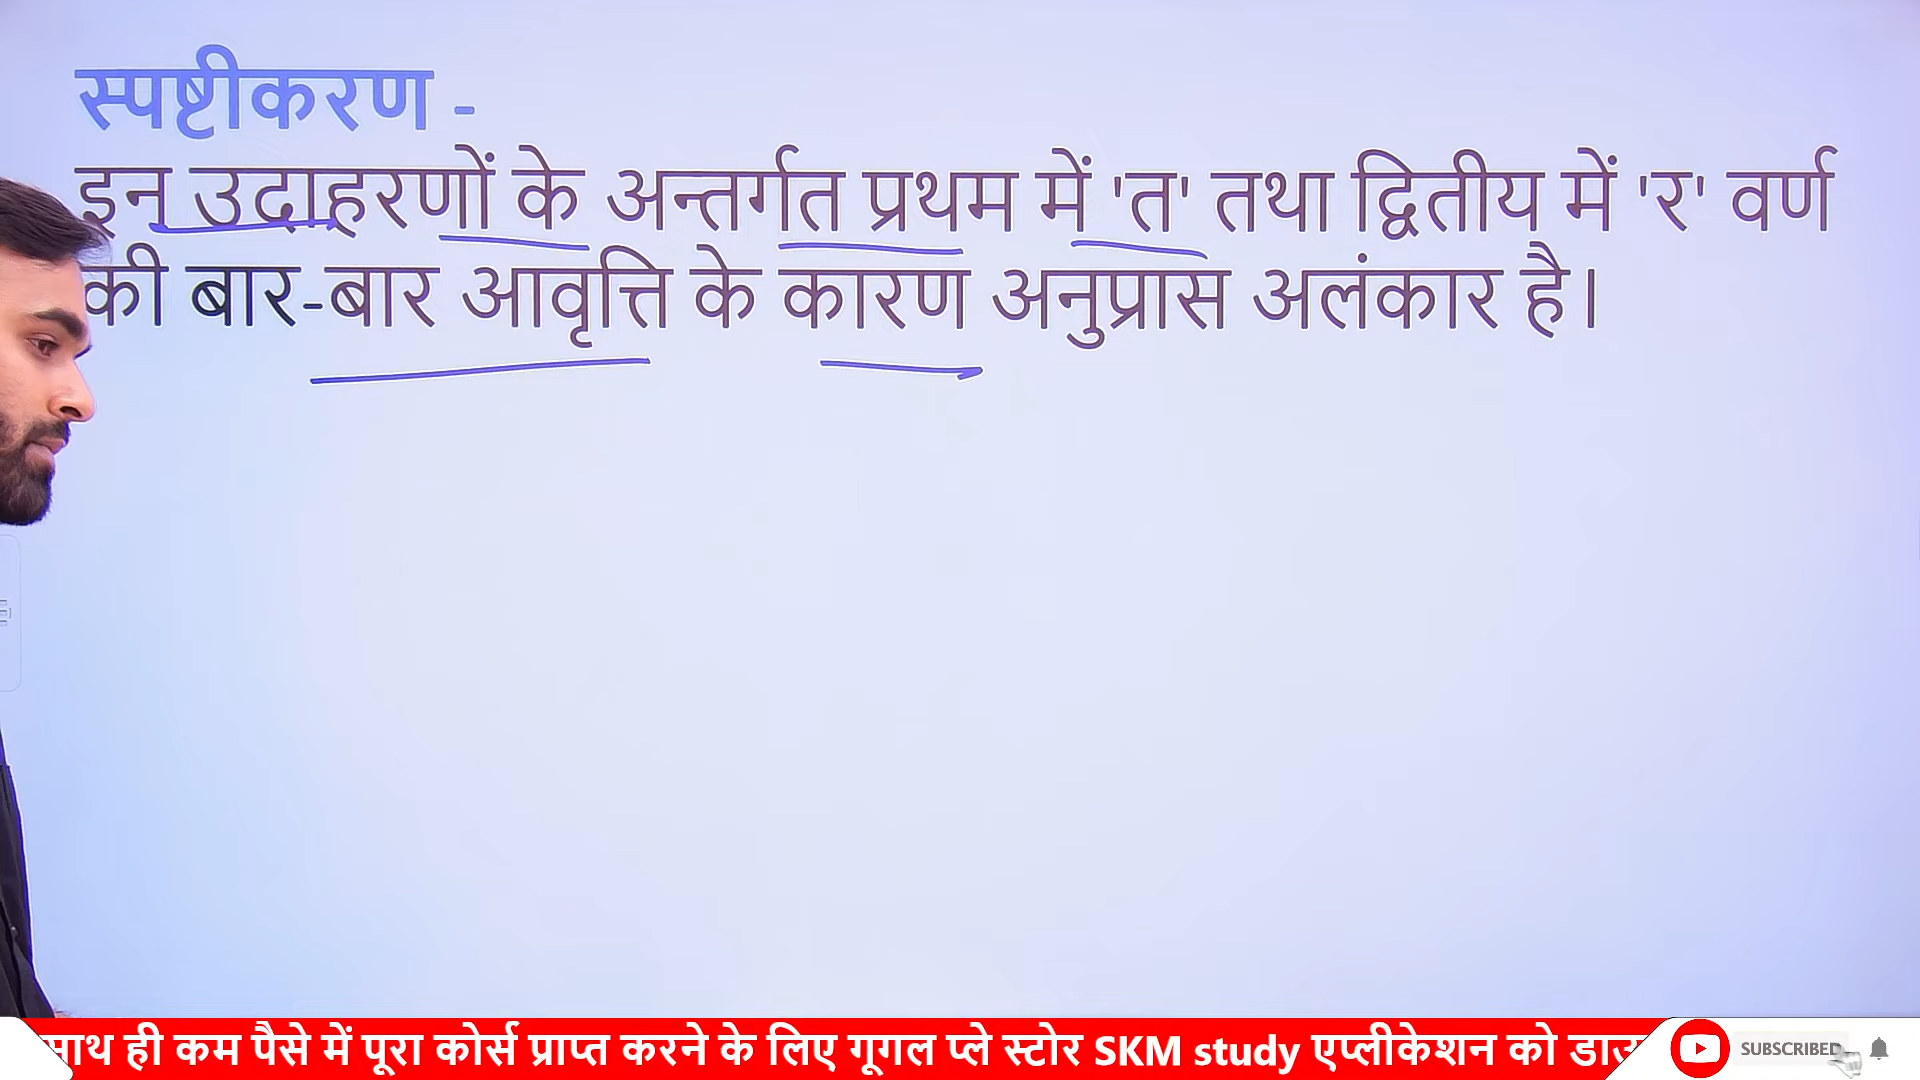 स्पष्टीकरण -
इन उदाहरणों के अन्तर्गत प्रथम में 'त' तथा द्वितीय में 'र' वर्ण
की बार-बार आवृत्ति के कारण अनुप्रास अलंकार है।
साथ ही कम पैसे में पूरा कोर्स प्राप्त करने के लिए गूगल प्ले स्टोर SKM study एप्लीकेशन को
SUBSCRIBED